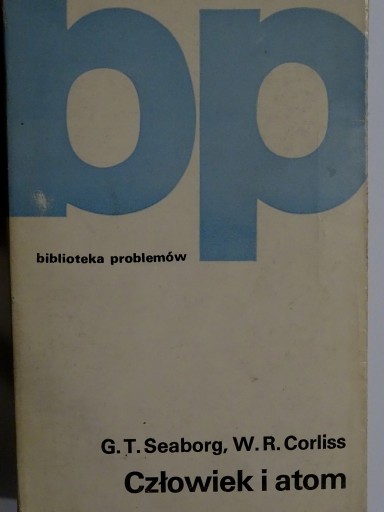 bp
biblioteka problemów
G. T. Seaborg, W. R. Corliss
Człowiek i atom